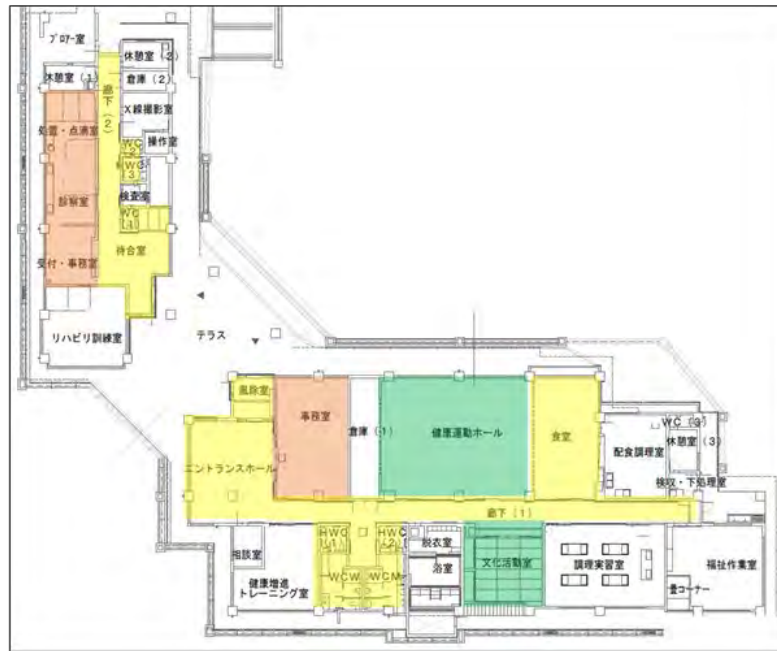 ブロアー室
休憩室(2)
休憩室(1)
倉庫(2)
廊下(2)
X線撮影室
処置・点滴室
操作室
WC
2
WC
3
検査室
診察室
WC
待合室
受付・事務室
リハビリ訓練室
テラス
風除室
事務室
倉庫(1)
健康運動ホール
食室
WC(3)
休憩室(3)
配食調理室
エントランスホール
検収・下処理室
廊下(1)
HWC
(1)
HWC
(2)
脱衣室
相談室
浴室
文化活動室
調理実習室
福祉作業室
健康増進
トレーニング室
WCW
WCM
畳コーナー